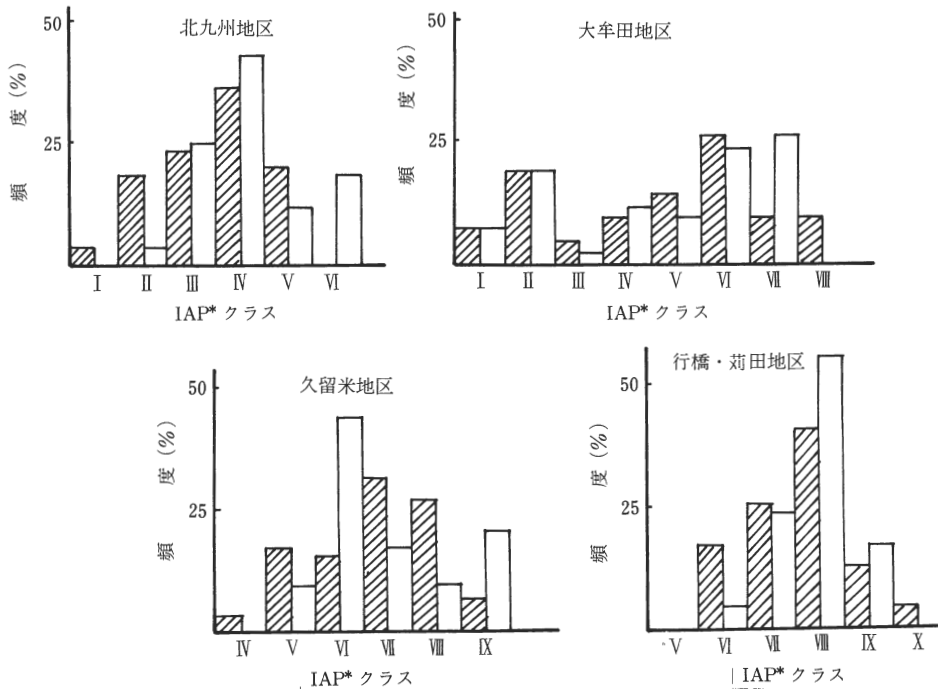 北九州地区
50
25
頻度(%)
I II III IV V VI
IAP* クラス
大牟田地区
50
25
頻度(%)
I II III IV V VI VII VIII
IAP* クラス
久留米地区
50
25
頻度(%)
IV V VI VII VIII IX
IAP* クラス
行橋・苅田地区
50
25
頻度(%)
V VI VII VIII IX X
IAP* クラス